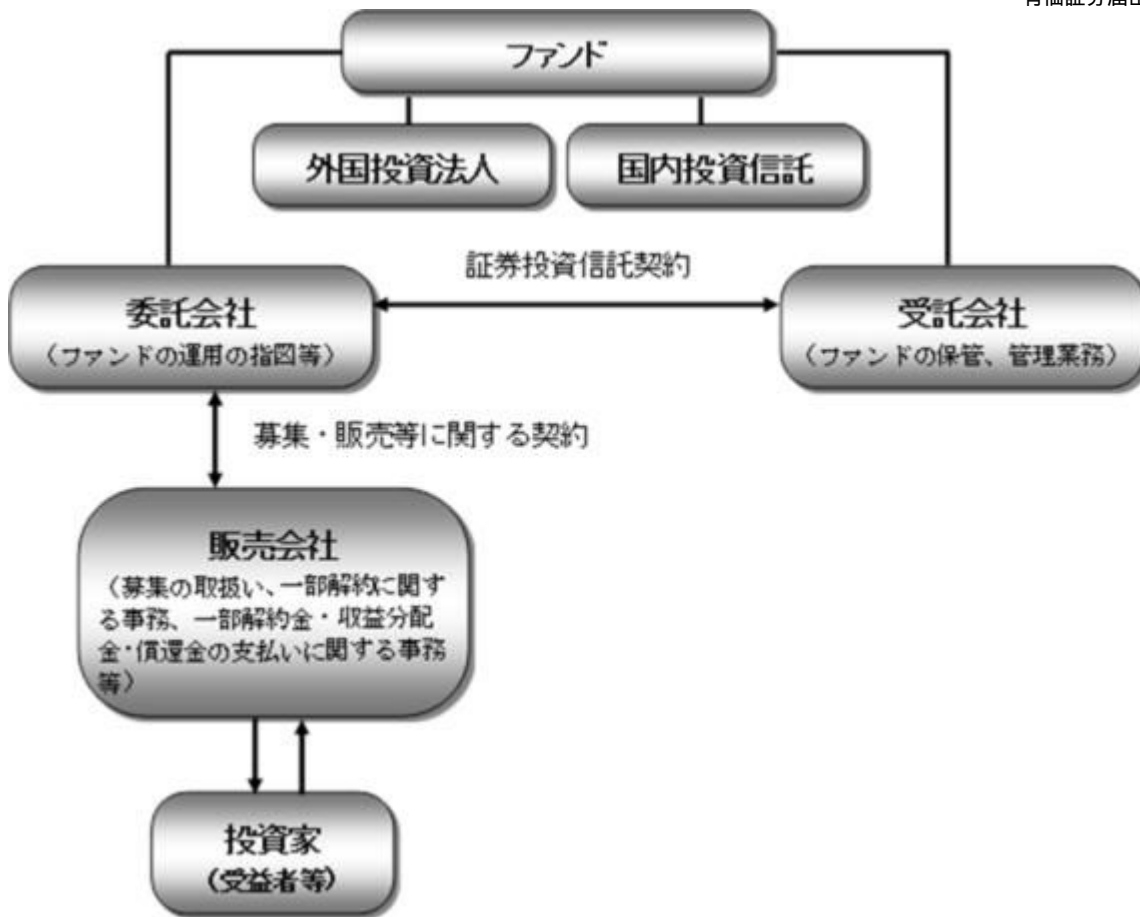 ファンド
外国投資法人
国内投資信託
証券投資信託契約
委託会社
（ファンドの運用の指図等）
受託会社
（ファンドの保管、管理業務）
募集・販売等に関する契約
販売会社
（募集の取扱い、一部解約に関す
る事務、一部解約金・収益分配
金・償還金の支払いに関する事務
等）
投資家
（受益者等）